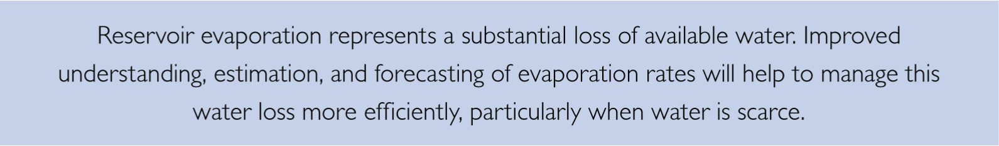 Reservoir evaporation represents a substantial loss of available water. Improved
understanding, estimation, and forecasting of evaporation rates will help to manage this
water loss more efficiently, particularly when water is scarce.